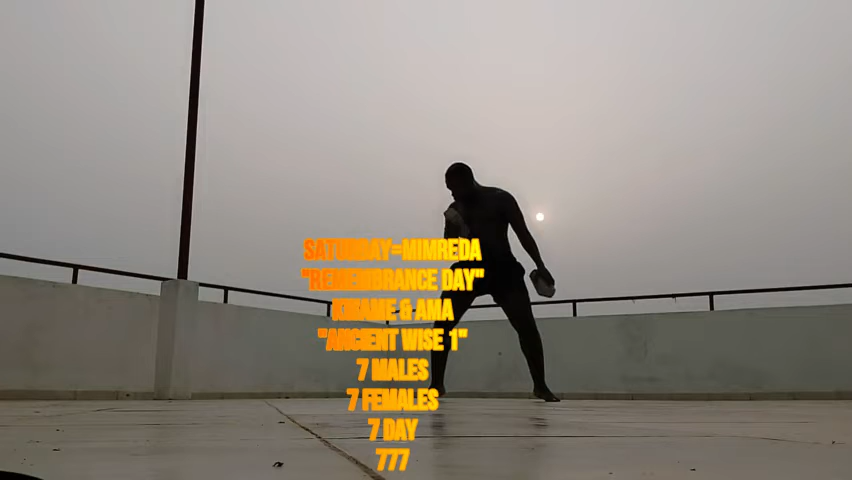 SATURDAY=MIMREDA
"REMEMBRANCE DAY"
KWAME & AMA
"ANCIENT WISE 1"
7 MALES
7 FEMALES
7 DAY
777